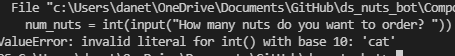 File "c:\Users\danet\OneDrive\Documents\GitHub\ds_nuts_bot\Compo
num_nuts = int(input("How many nuts do you want to order? "))
ValueError: invalid literal for int() with base 10: 'cat'